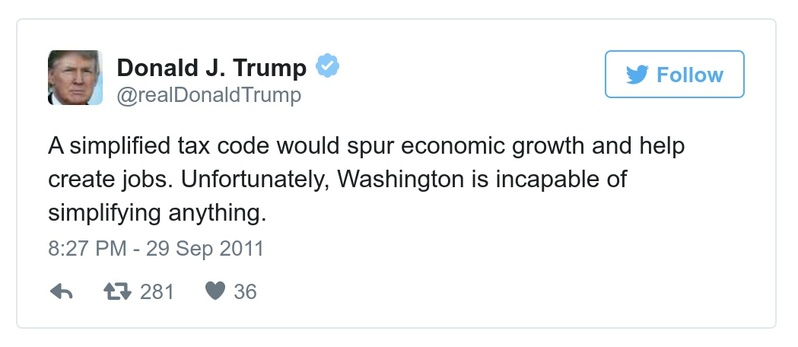 Donald J. Trump
@realDonaldTrump
Follow
A simplified tax code would spur economic growth and help
create jobs. Unfortunately, Washington is incapable of
simplifying anything.
8:27 PM - 29 Sep 2011
281 36